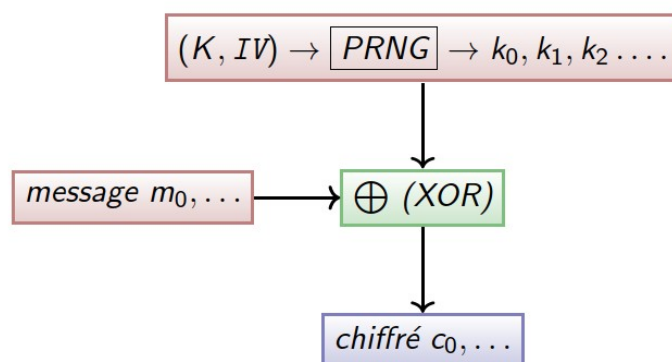 (K, IV) → PRNG → k₀, k₁, k₂ ....
message m₀, ...
⊕ (XOR)
chiffré c₀, ...